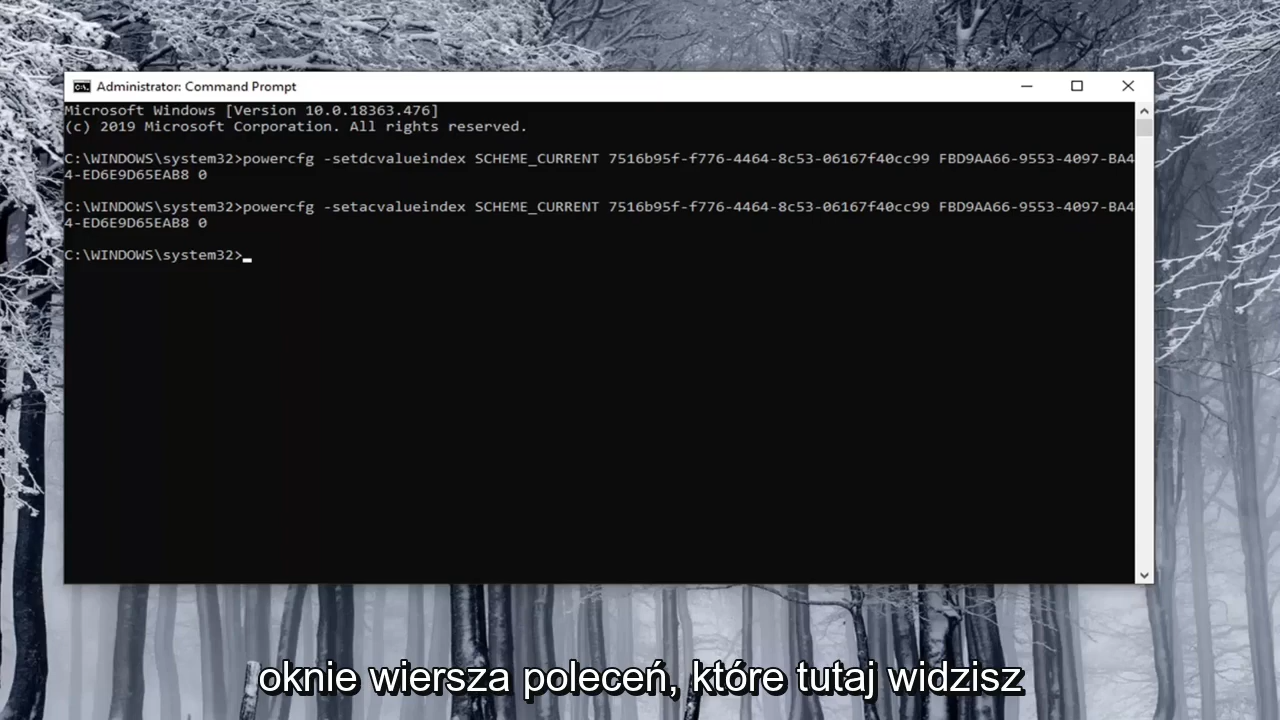 Administrator: Command Prompt
Microsoft Windows [Version 10.0.18363.476]
(c) 2019 Microsoft Corporation. All rights reserved.
C:\WINDOWS\system32>powercfg -setdcvalueindex SCHEME_CURRENT 7516b95f-f776-4464-8c53-06167f40cc99 FBD9AA66-9553-4097-BA4
4-ED6E9D65EAB8 0
C:\WINDOWS\system32>powercfg -setacvalueindex SCHEME_CURRENT 7516b95f-f776-4464-8c53-06167f40cc99 FBD9AA66-9553-4097-BA4
4-ED6E9D65EAB8 0
C:\WINDOWS\system32>
oknie wiersza poleceń, które tutaj widzisz